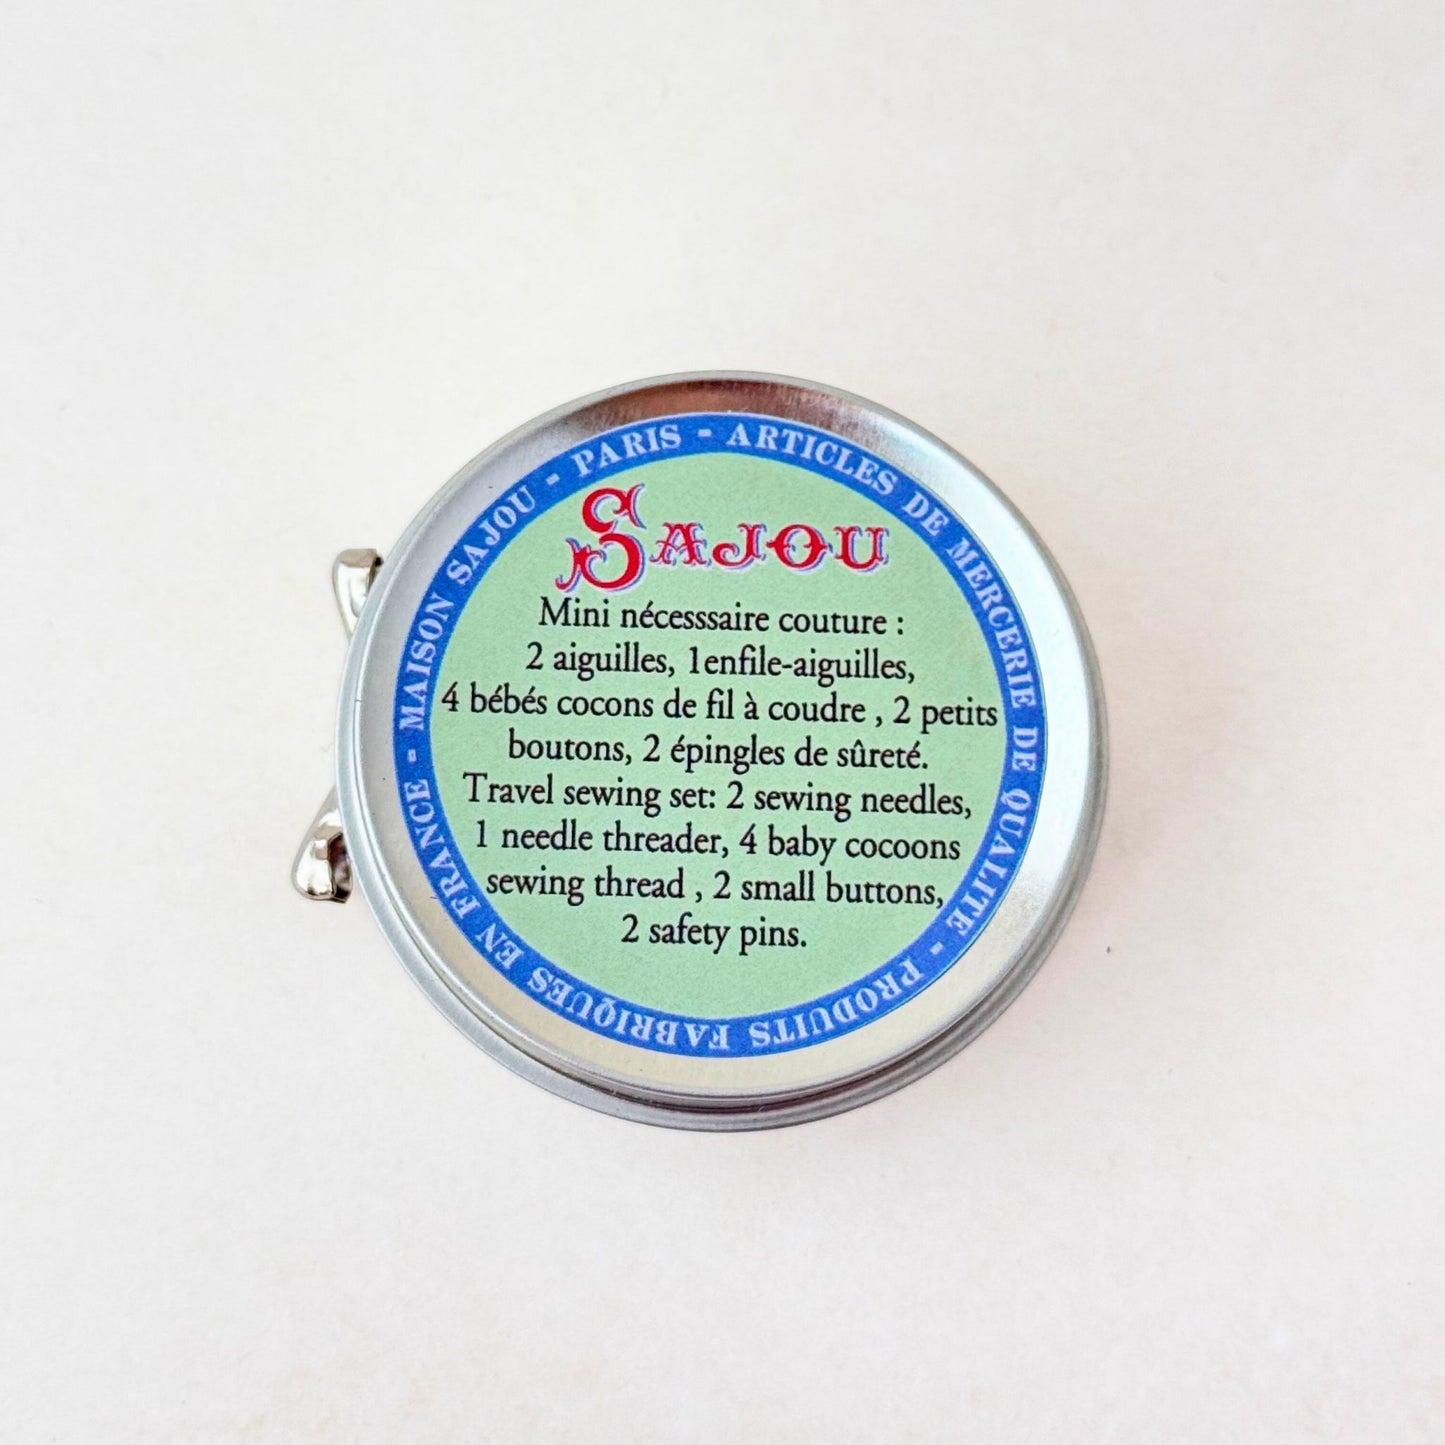 MAISON SAJOU - PARIS - ARTICLES DE MERCERIE DE QUALITE - PRODUITS FABRIQUES EN FRANCE -
SAJOU
Mini nécesssaire couture :
2 aiguilles, 1enfile-aiguilles,
4 bébés cocons de fil à coudre , 2 petits
boutons, 2 épingles de sûreté.
Travel sewing set: 2 sewing needles,
1 needle threader, 4 baby cocoons
sewing thread , 2 small buttons,
2 safety pins.